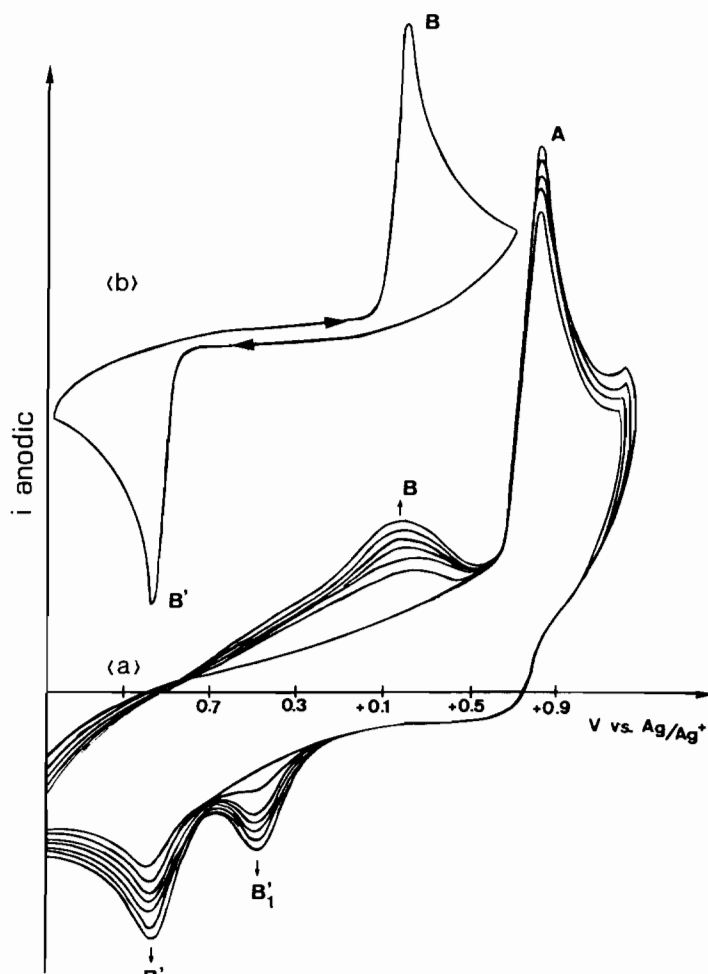 B
A
(b)
i anodic
B
B'
(a)
0.7 0.3 +0.1 +0.5 +0.9
V vs. Ag/Ag+
B'1
B'